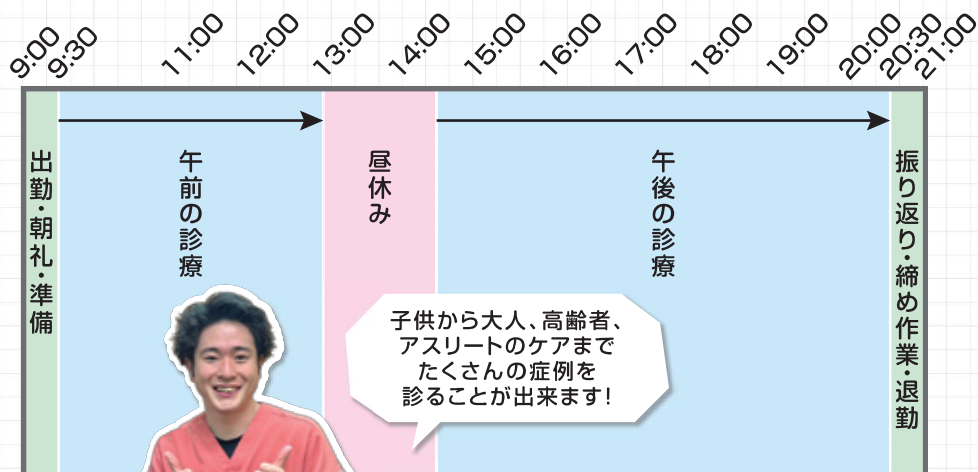 9:00
9:30
11:00
12:00
13:00
14:00
15:00
16:00
17:00
18:00
19:00
20:00
20:30
21:00
出勤・朝礼・準備
午前の診療
昼休み
午後の診療
振り返り・締め作業・退勤
子供から大人、高齢者、
アスリートのケアまで
たくさんの症例を
診ることが出来ます!